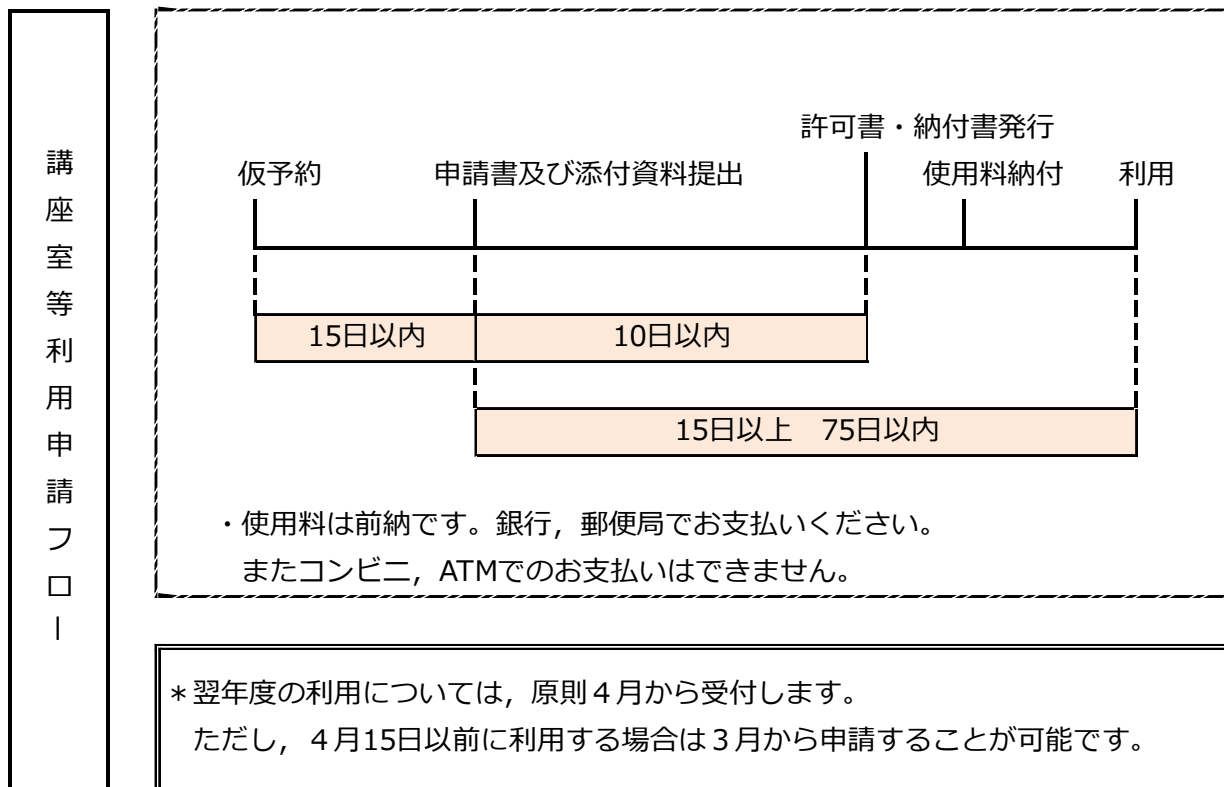 講座室等利用申請フロー
許可書・納付書発行
仮予約 申請書及び添付資料提出 使用料納付 利用
15日以内 10日以内
15日以上 75日以内
・使用料は前納です。銀行，郵便局でお支払いください。
またコンビニ，ATMでのお支払いはできません。
＊翌年度の利用については，原則４月から受付します。
ただし，４月15日以前に利用する場合は３月から申請することが可能です。